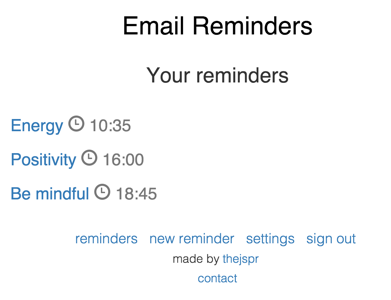 Email Reminders
Your reminders
Energy 10:35
Positivity 16:00
Be mindful 18:45
reminders new reminder settings sign out
made by thejspr
contact